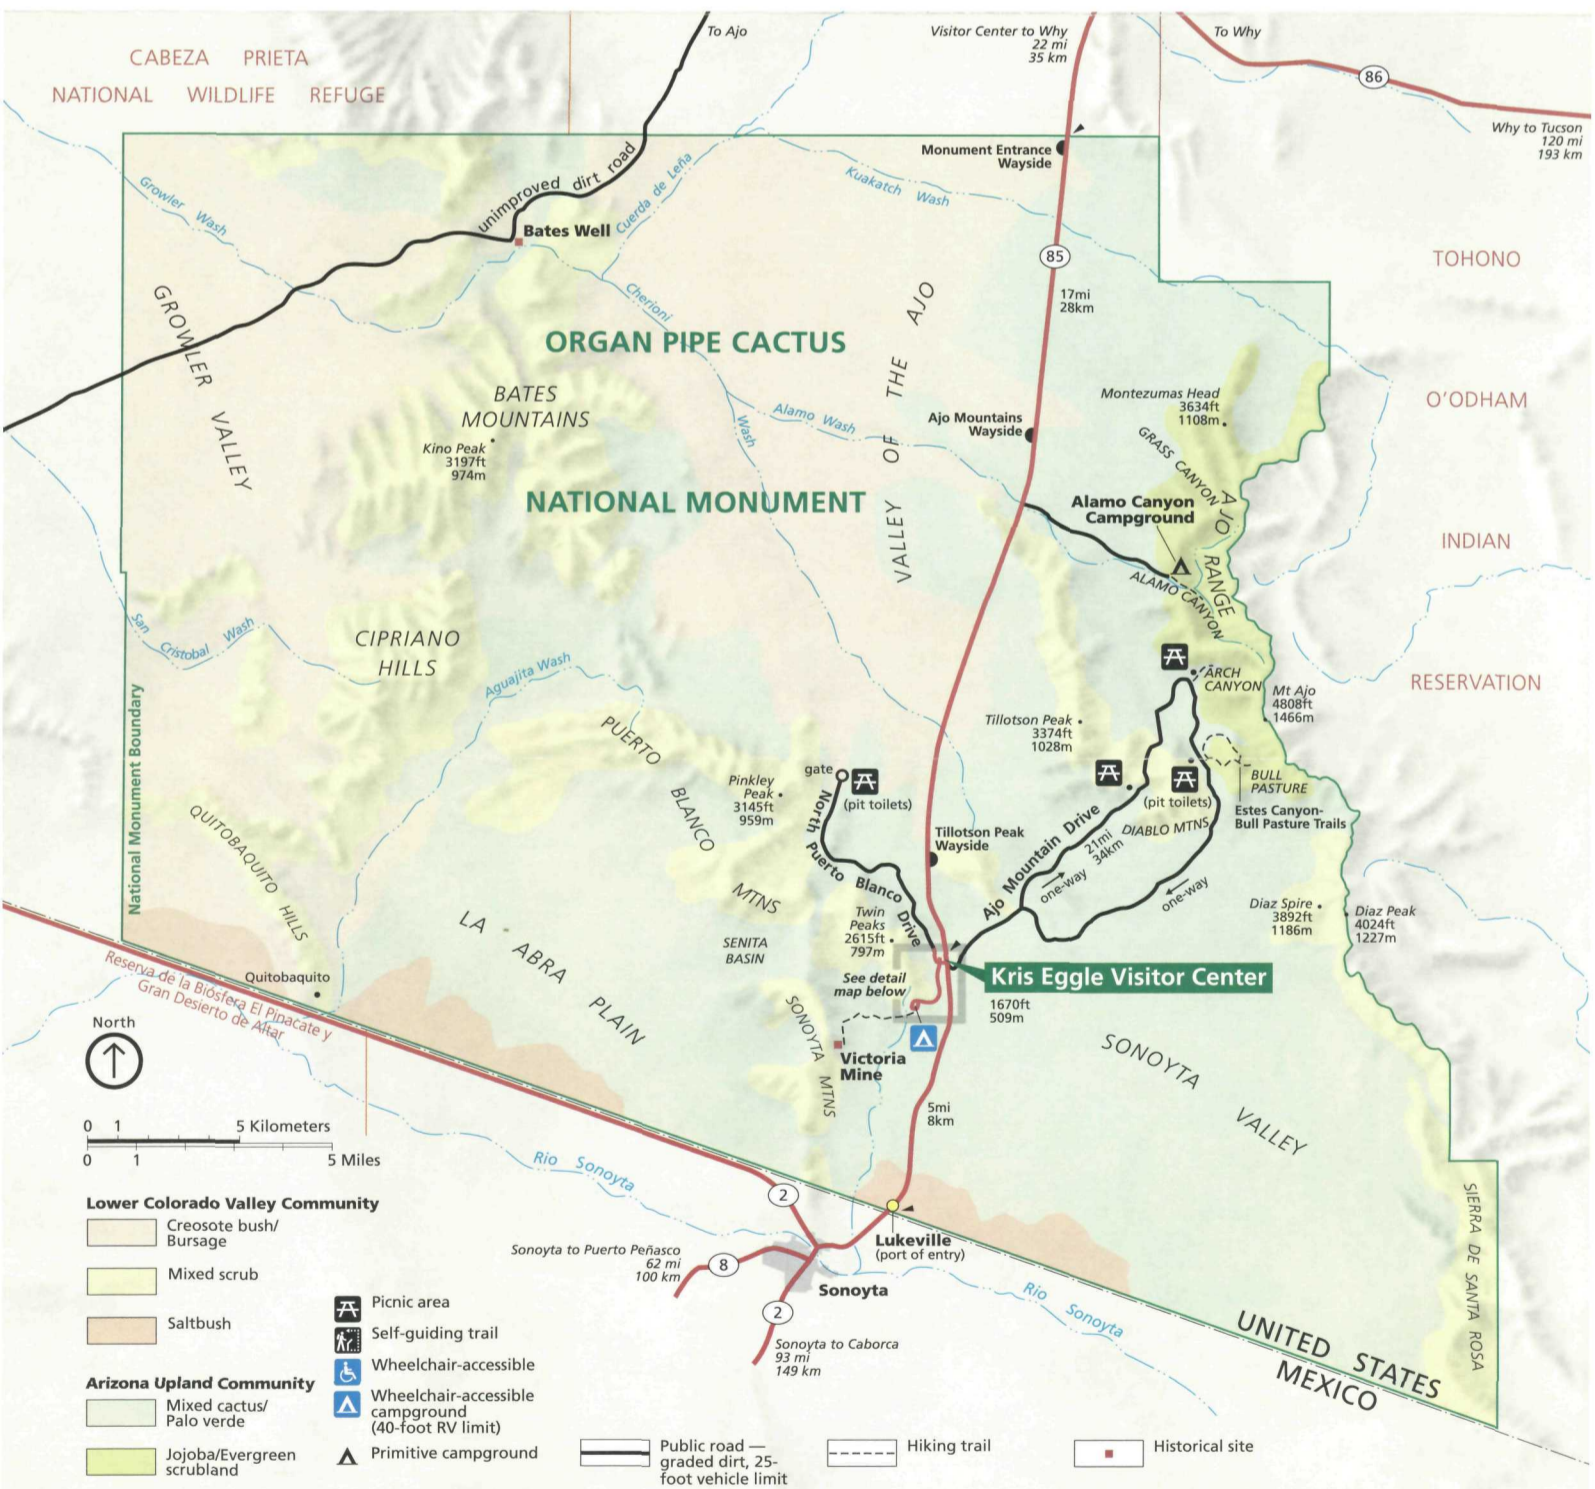 To Ajo
Visitor Center to Why
22 mi
35 km
To Why
86
Why to Tucson
120 mi
193 km
CABEZA PRIETA
NATIONAL WILDLIFE REFUGE
unimproved dirt road
Monument Entrance
Wayside
Growler Wash
Bates Well
Cuerda de Leña
Kuakatch Wash
85
17mi
28km
TOHONO
O'ODHAM
INDIAN
RESERVATION
GROWLER VALLEY
Cherioni
Wash
ORGAN PIPE CACTUS
NATIONAL MONUMENT
VALLEY OF THE AJO
BATES
MOUNTAINS
Kino Peak
3197ft
974m
Alamo Wash
Ajo Mountains
Wayside
Montezumas Head
3634ft
1108m
GRASS CANYON
AJO RANGE
Alamo Canyon
Campground
ALAMO CANYON
San Cristobal Wash
CIPRIANO
HILLS
Aguajita Wash
ARCH
CANYON
Mt Ajo
4808ft
1466m
Tillotson Peak
3374ft
1028m
PUERTO BLANCO MTNS
Pinkley
Peak
3145ft
959m
gate
(pit toilets)
North Puerto Blanco Drive
Tillotson Peak
Wayside
(pit toilets)
BULL
PASTURE
Estes Canyon-
Bull Pasture Trails
Ajo Mountain Drive
21mi
34km
DIABLO MTNS
one-way
one-way
National Monument Boundary
QUITOBAQUITO HILLS
LA ABRA PLAIN
SENITA
BASIN
Twin
Peaks
2615ft
797m
See detail
map below
Diaz Spire
3892ft
1186m
Diaz Peak
4024ft
1227m
Kris Eggle Visitor Center
1670ft
509m
Quitobaquito
Reserva de la Biósfera El Pinacate y
Gran Desierto de Altar
SONOYTA MTNS
Victoria
Mine
SONOYTA VALLEY
5mi
8km
North
0 1 5 Kilometers
0 1 5 Miles
Rio Sonoyta
2
Lukeville
(port of entry)
Sonoyta to Puerto Peñasco
62 mi
100 km
8
Sonoyta
2
Sonoyta to Caborca
93 mi
149 km
Rio Sonoyta
SIERRA DE SANTA ROSA
UNITED STATES
MEXICO
Lower Colorado Valley Community
Creosote bush/
Bursage
Mixed scrub
Saltbush
Arizona Upland Community
Mixed cactus/
Palo verde
Jojoba/Evergreen
scrubland
Picnic area
Self-guiding trail
Wheelchair-accessible
Wheelchair-accessible
campground
(40-foot RV limit)
Primitive campground
Public road —
graded dirt, 25-
foot vehicle limit
Hiking trail
Historical site